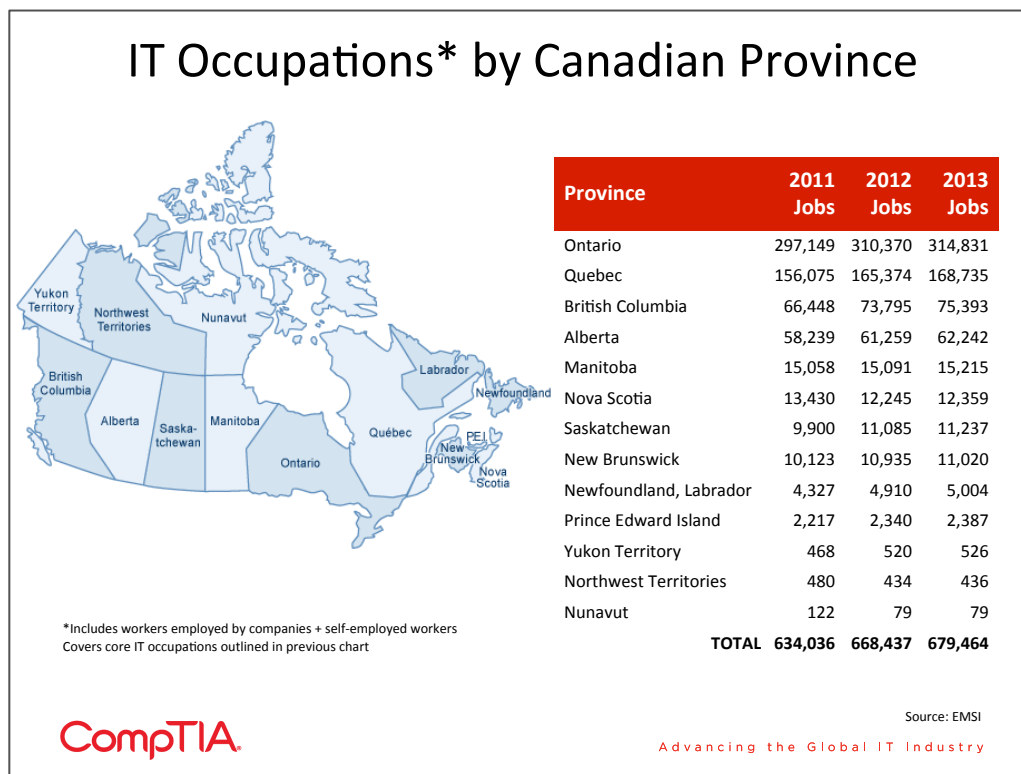 IT Occupations* by Canadian Province
Yukon
Territory
Northwest
Territories
Nunavut
British
Columbia
Alberta
Saska-
tchewan
Manitoba
Ontario
Québec
Labrador
Newfoundland
PEI
New
Brunswick
Nova
Scotia
Province 2011 Jobs 2012 Jobs 2013 Jobs
Ontario 297,149 310,370 314,831
Quebec 156,075 165,374 168,735
British Columbia 66,448 73,795 75,393
Alberta 58,239 61,259 62,242
Manitoba 15,058 15,091 15,215
Nova Scotia 13,430 12,245 12,359
Saskatchewan 9,900 11,085 11,237
New Brunswick 10,123 10,935 11,020
Newfoundland, Labrador 4,327 4,910 5,004
Prince Edward Island 2,217 2,340 2,387
Yukon Territory 468 520 526
Northwest Territories 480 434 436
Nunavut 122 79 79
TOTAL 634,036 668,437 679,464
*Includes workers employed by companies + self-employed workers
Covers core IT occupations outlined in previous chart
Source: EMSI
CompTIA.
Advancing the Global IT Industry